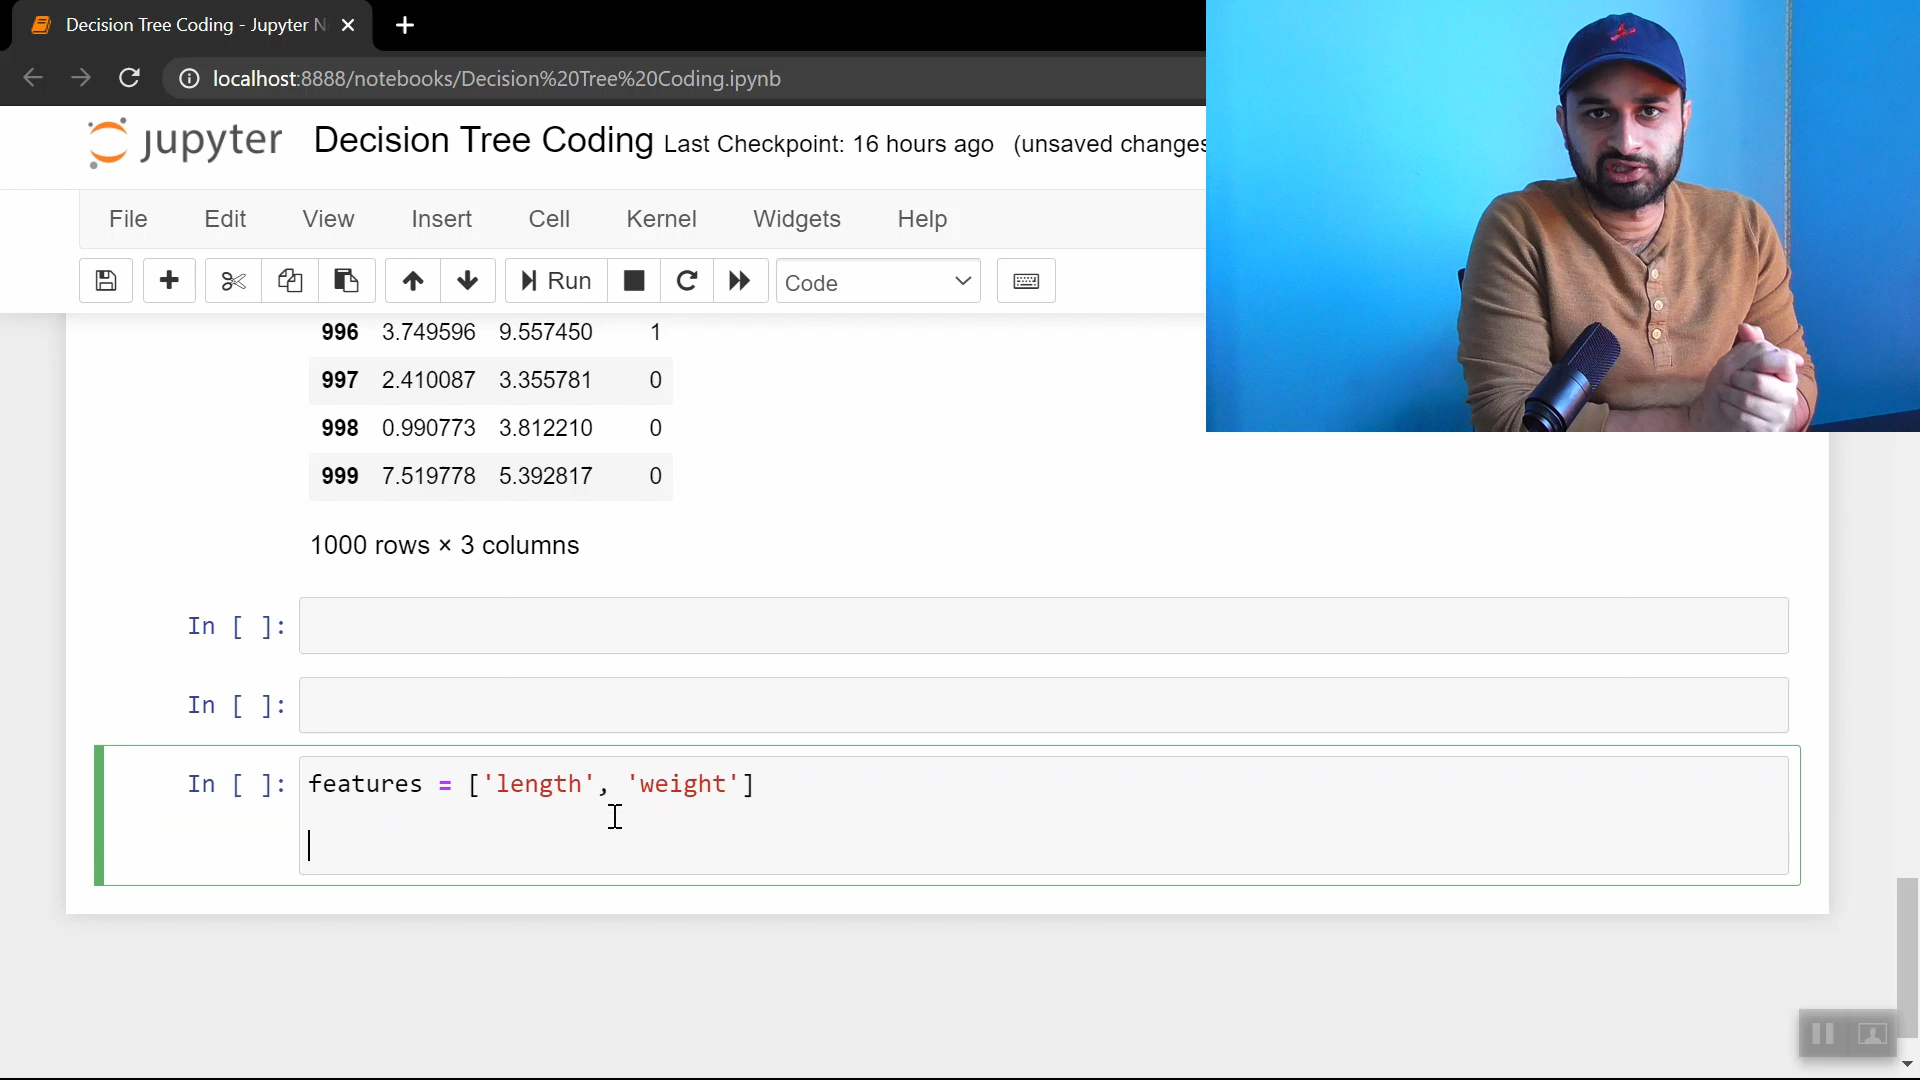 Decision Tree Coding - Jupyter N
localhost:8888/notebooks/Decision%20Tree%20Coding.ipynb
jupyter Decision Tree Coding Last Checkpoint: 16 hours ago (unsaved changes
File Edit View Insert Cell Kernel Widgets Help
Run Code
996 3.749596 9.557450 1
997 2.410087 3.355781 0
998 0.990773 3.812210 0
999 7.519778 5.392817 0
1000 rows × 3 columns
In [ ]:
In [ ]:
In [ ]: features = ['length', 'weight']